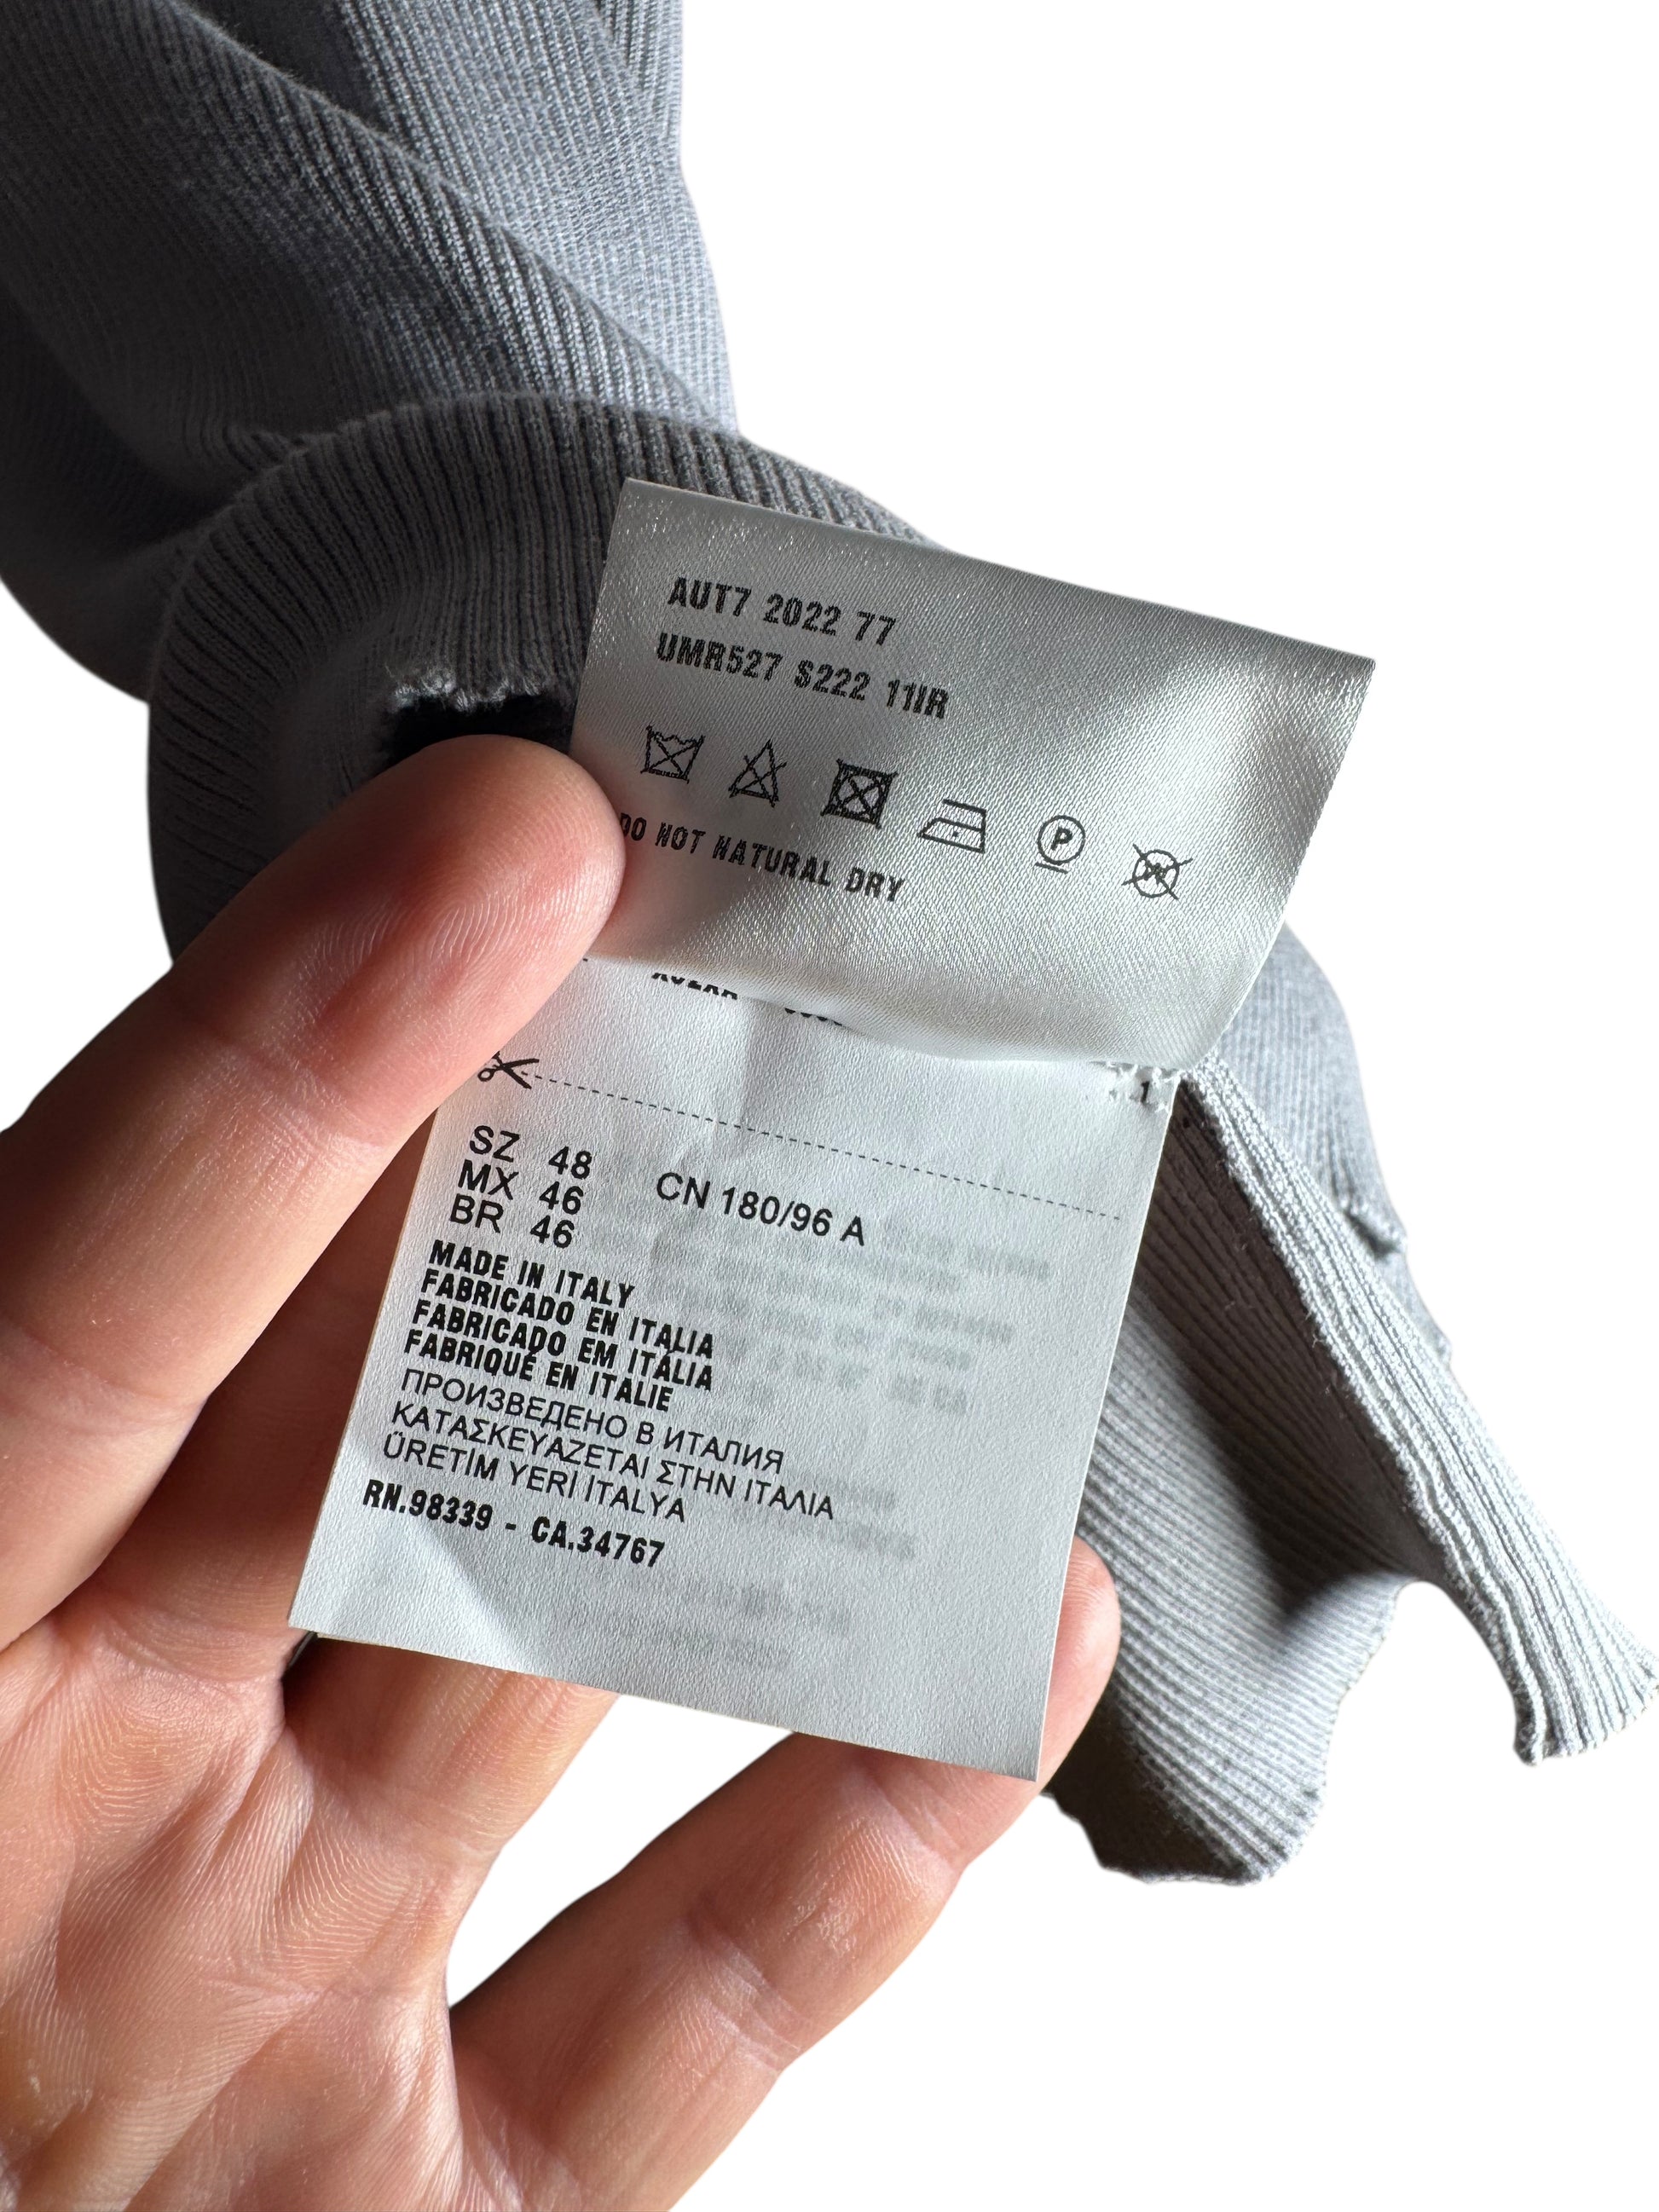 AUT7 2022 77
UMR527 S222 11IR
P
W
DO NOT NATURAL DRY
1
SZ 48
MX 46 CN 180/96 A
BR 46
MADE IN ITALY
FABRICADO EN ITALIA
FABRICADO EM ITÁLIA
FABRIQUÉ EN ITALIE
ПРОИЗВЕДЕНО В ИТАЛИЯ
ΚΑΤΑΣΚΕΥΑΖΕΤΑΙ ΣΤΗΝ ΙΤΑΛΙΑ
ÜRETİM YERİ İTALYA
RN.98339 - CA.34767